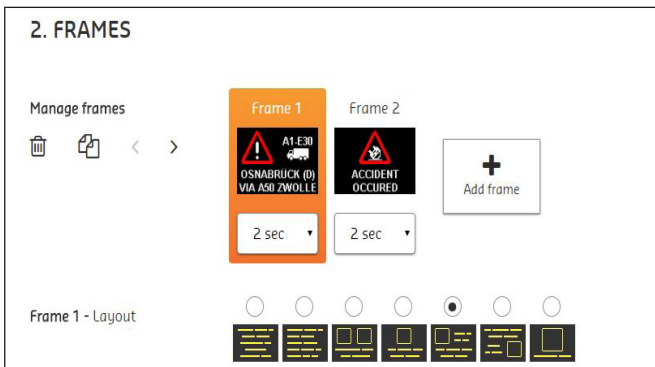 2. FRAMES
Manage frames
Frame 1
Frame 2
A1-E30
OSNABRÜCK (D)
VIA A50 ZWOLLE
ACCIDENT
OCCURED
Add frame
2 sec
2 sec
Frame 1 - Layout